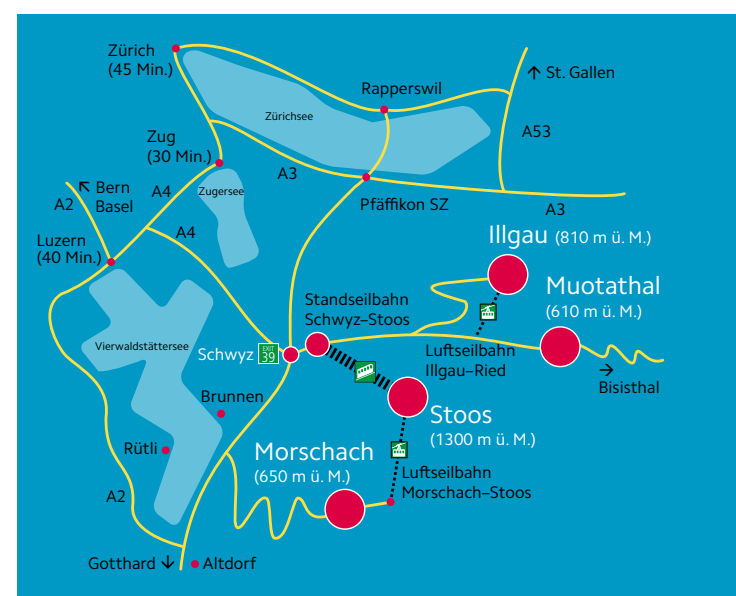 Zürich
(45 Min.)
St. Gallen
Rapperswil
Zürichsee
A53
Zug
(30 Min.)
A3
Bern
Basel
A4
Zugersee
A2
Pfäffikon SZ
A3
A4
Luzern
(40 Min.)
Illgau (810 m ü. M.)
Muotathal
(610 m ü. M.)
Standseilbahn
Schwyz–Stoos
Vierwaldstättersee
Schwyz
EXIT
39
Luftseilbahn
Illgau–Ried
Bisisthal
Brunnen
Stoos
(1300 m ü. M.)
Rütli
Morschach
(650 m ü. M.)
Luftseilbahn
Morschach–Stoos
A2
Gotthard
Altdorf